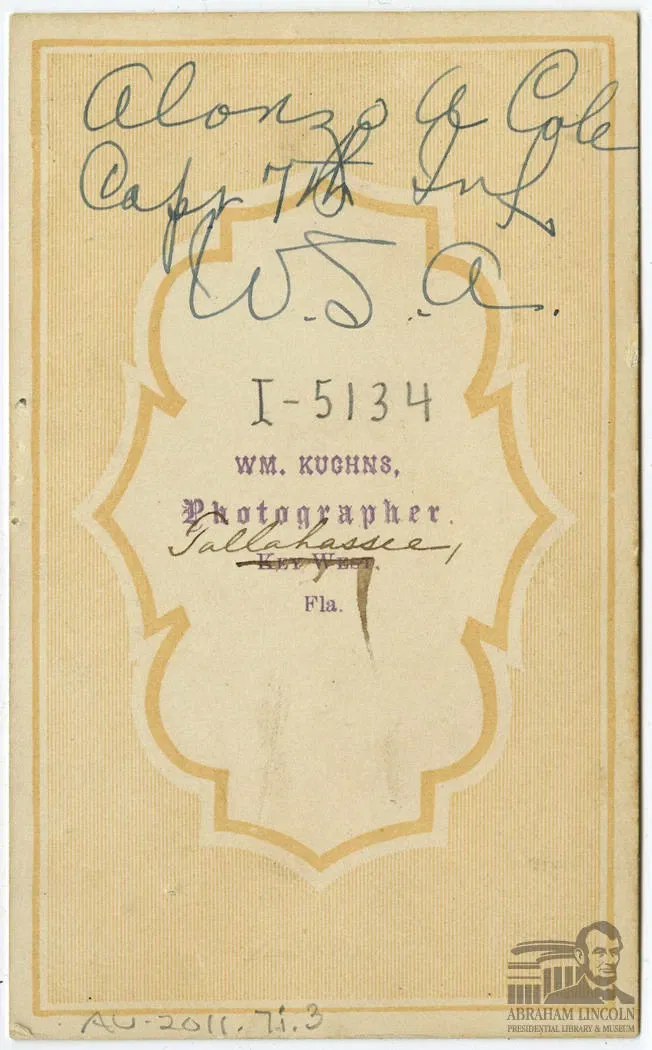 Alonzo A Cole
Capt 7th Inf.
U.S.A.
I-5134
WM. KUGHNS,
Photographer.
Tallahassee,
KEY WEST,
Fla.
AU-2011.71.3
ABRAHAM LINCOLN
PRESIDENTIAL LIBRARY & MUSEUM